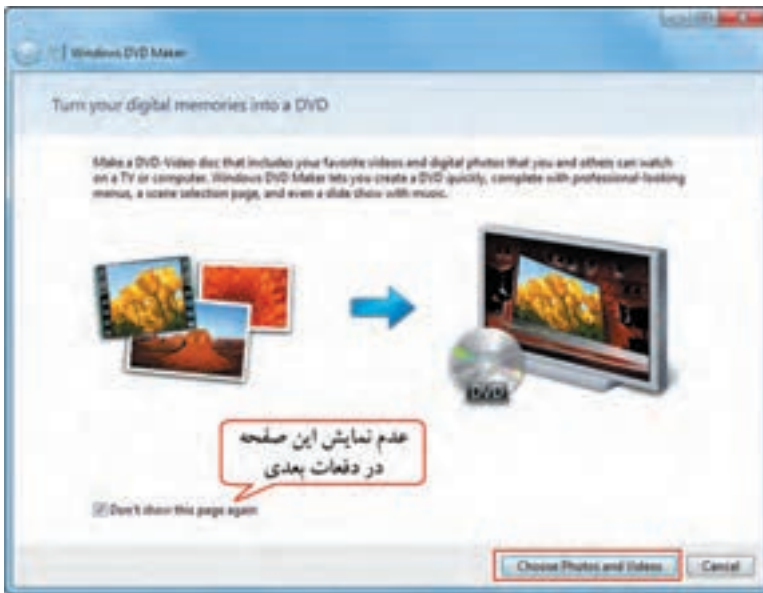 Windows DVD Maker
Turn your digital memories into a DVD
Make a DVD-Video disc that includes your favorite videos and digital photos that you and others can watch
on a TV or computer. Windows DVD Maker lets you create a DVD quickly, complete with professional-looking
menus, a scene selection page, and even a slide show with music.
DVD
عدم نمایش این صفحه
در دفعات بعدی
Don't show this page again
Choose Photos and Videos
Cancel